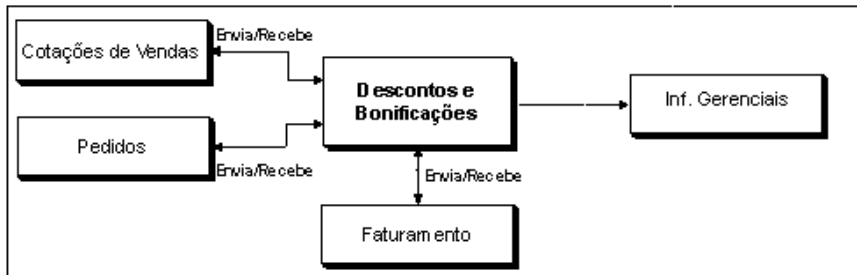 Envia/Recebe
Cotações de Vendas
Descontos e
Bonificações
Inf. Gerenciais
Pedidos
Envia/Recebe
Envia/Recebe
Faturamento